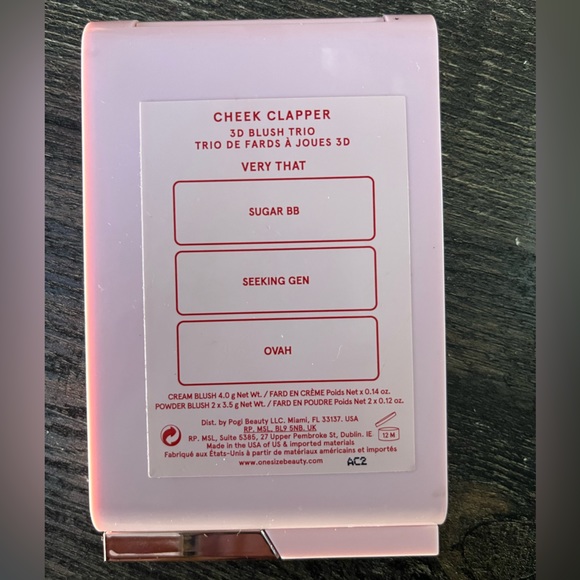 CHEEK CLAPPER
3D BLUSH TRIO
TRIO DE FARDS À JOUES 3D
VERY THAT
SUGAR BB
SEEKING GEN
OVAH
CREAM BLUSH 4.0 g Net Wt. / FARD EN CRÈME Poids Net x 0.14 oz.
POWDER BLUSH 2 x 3.5 g Net Wt. / FARD EN POUDRE Poids Net 2 x 0.12 oz.
Dist. by Pogi Beauty LLC. Miami, FL 33137. USA
RP. MSL, BL9 5NB. UK
RP. MSL, Suite 5385, 27 Upper Pembroke St, Dublin. IE
12 M
Made in the USA of US & imported materials
Fabriqué aux États-Unis à partir de matériaux américains et importés
www.onesizebeauty.com AC2